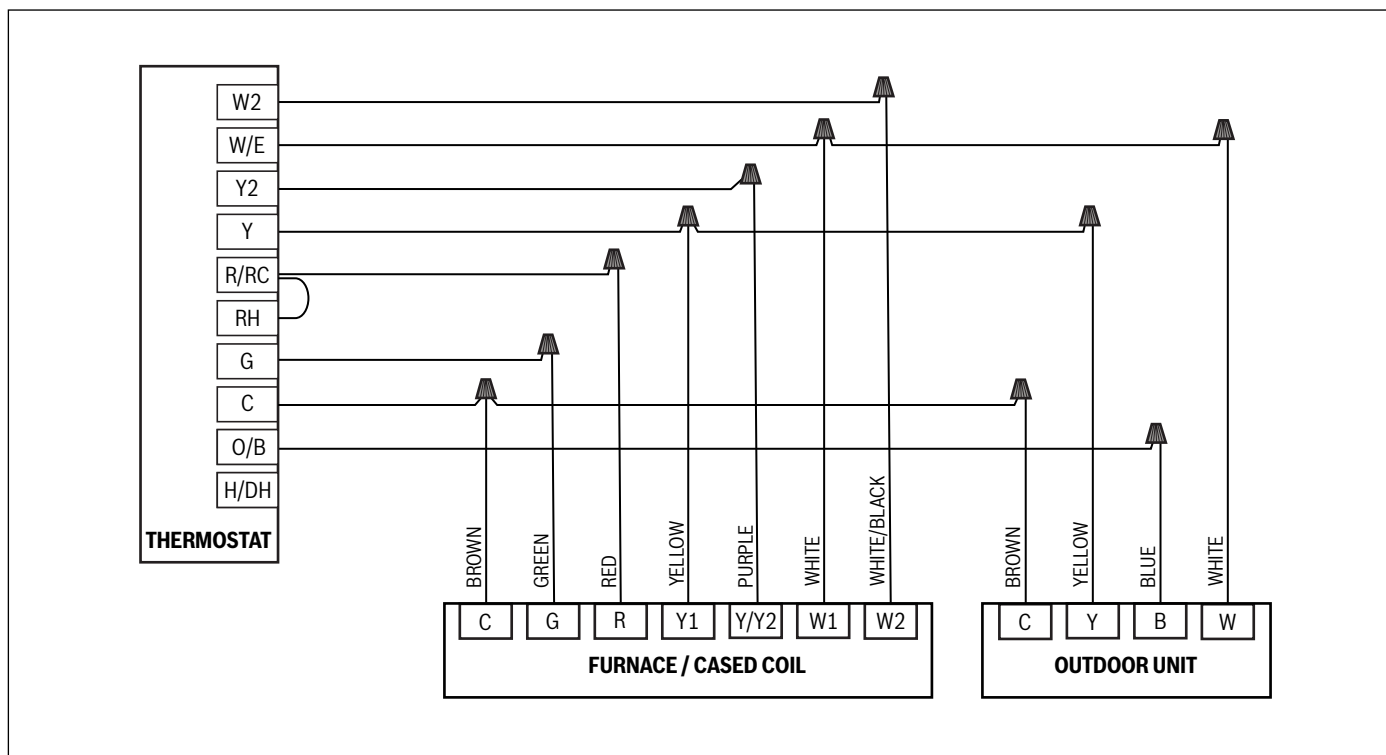 W2
W/E
Y2
Y
R/RC
RH
G
C
O/B
H/DH
THERMOSTAT
BROWN
GREEN
RED
YELLOW
PURPLE
WHITE
WHITE/BLACK
BROWN
YELLOW
BLUE
WHITE
C G R Y1 Y/Y2 W1 W2
FURNACE / CASED COIL
C Y B W
OUTDOOR UNIT